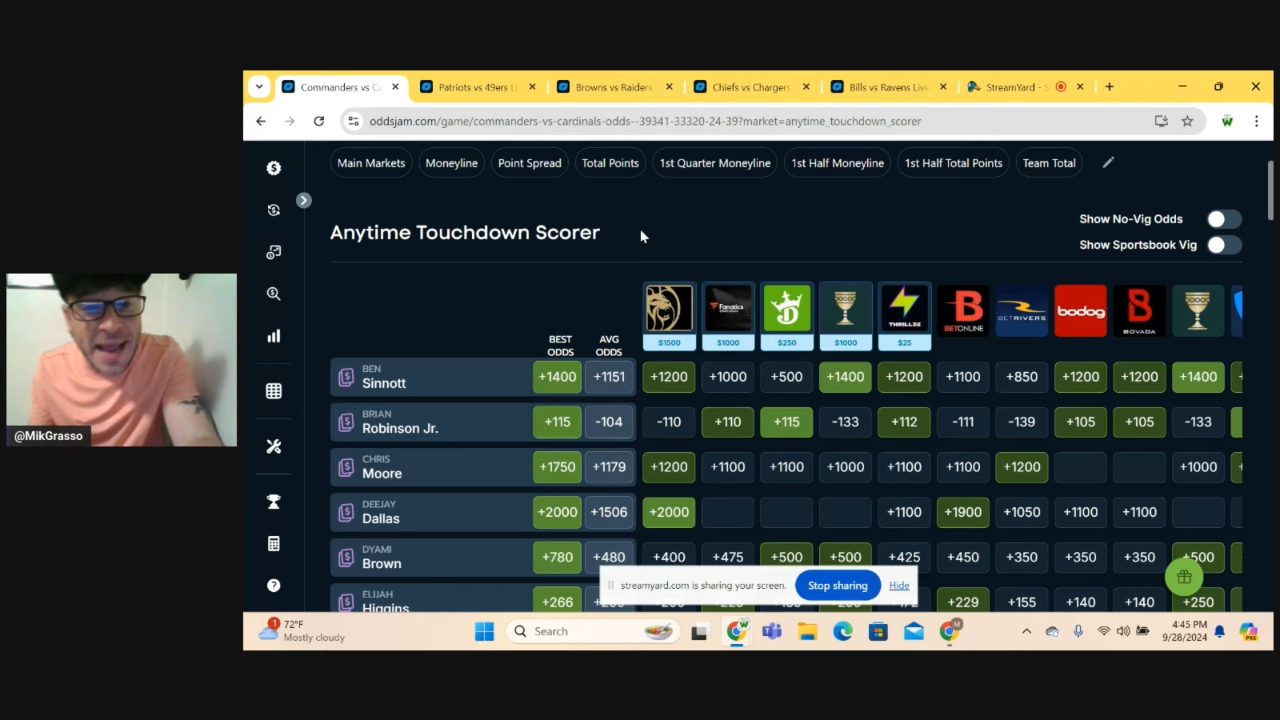 Commanders vs Ca
Patriots vs 49ers Li
Browns vs Raiders
Chiefs vs Chargers
Bills vs Ravens Live
StreamYard - S
oddsjam.com/game/commanders-vs-cardinals-odds--39341-33320-24-39?market=anytime_touchdown_scorer
Main Markets Moneyline Point Spread Total Points 1st Quarter Moneyline 1st Half Moneyline 1st Half Total Points Team Total
Show No-Vig Odds
Anytime Touchdown Scorer
Show Sportsbook Vig
Fanatics
THRILLZZ
B BETONLINE
BETRIVERS
bodog
B BOVADA
BEST ODDS
AVG ODDS
$1500 $1000 $250 $1000 $25
BEN
Sinnott
+1400 +1151 +1200 +1000 +500 +1400 +1200 +1100 +850 +1200 +1200 +1400
BRIAN
Robinson Jr.
+115 -104 -110 +110 +115 -133 +112 -111 -139 +105 +105 -133
CHRIS
Moore
+1750 +1179 +1200 +1100 +1100 +1000 +1100 +1100 +1200 +1000
DEEJAY
Dallas
+2000 +1506 +2000 +1100 +1900 +1050 +1100 +1100
DYAMI
Brown
+780 +480 +400 +475 +500 +500 +425 +450 +350 +350 +350 +500
ELIJAH
Higgins
+266 +229 +155 +140 +140 +250
streamyard.com is sharing your screen. Stop sharing Hide
@MikGrasso
1
72°F
Mostly cloudy
Search
4:45 PM
9/28/2024